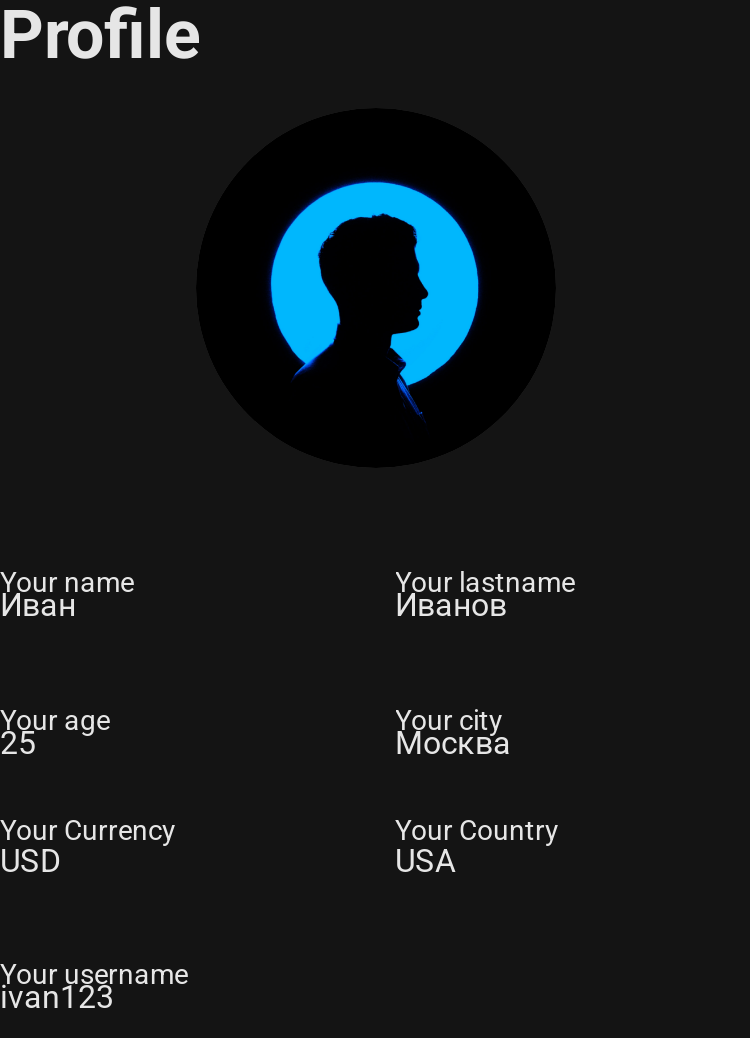 Profile
Your name
Иван
Your lastname
Иванов
Your age
25
Your city
Москва
Your Currency
USD
Your Country
USA
Your username
ivan123